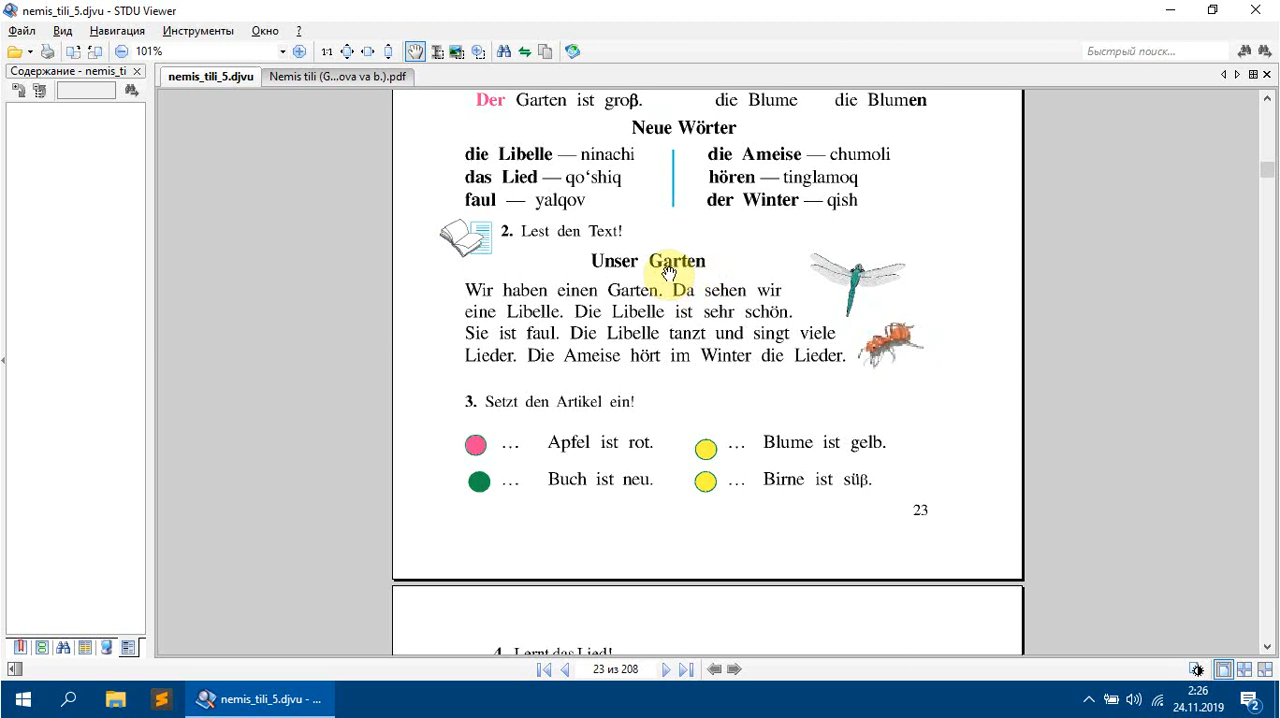 nemis_tili_5.djvu - STDU Viewer
Файл Вид Навигация Инструменты Окно ?
101% 1:1 Быстрый поиск...
Содержание - nemis_ti
nemis_tili_5.djvu Nemis tili (G...ova va b.).pdf
Der Garten ist groβ. die Blume die Blumen
Neue Wörter
die Libelle — ninachi die Ameise — chumoli
das Lied — qo‘shiq hören — tinglamoq
faul — yalqov der Winter — qish
2. Lest den Text!
Unser Garten
Wir haben einen Garten. Da sehen wir
eine Libelle. Die Libelle ist sehr schön.
Sie ist faul. Die Libelle tanzt und singt viele
Lieder. Die Ameise hört im Winter die Lieder.
3. Setzt den Artikel ein!
... Apfel ist rot. ... Blume ist gelb.
... Buch ist neu. ... Birne ist süβ.
23
4. Lernt das Lied!
23 из 208
nemis_tili_5.djvu - ...
2:26
24.11.2019
2